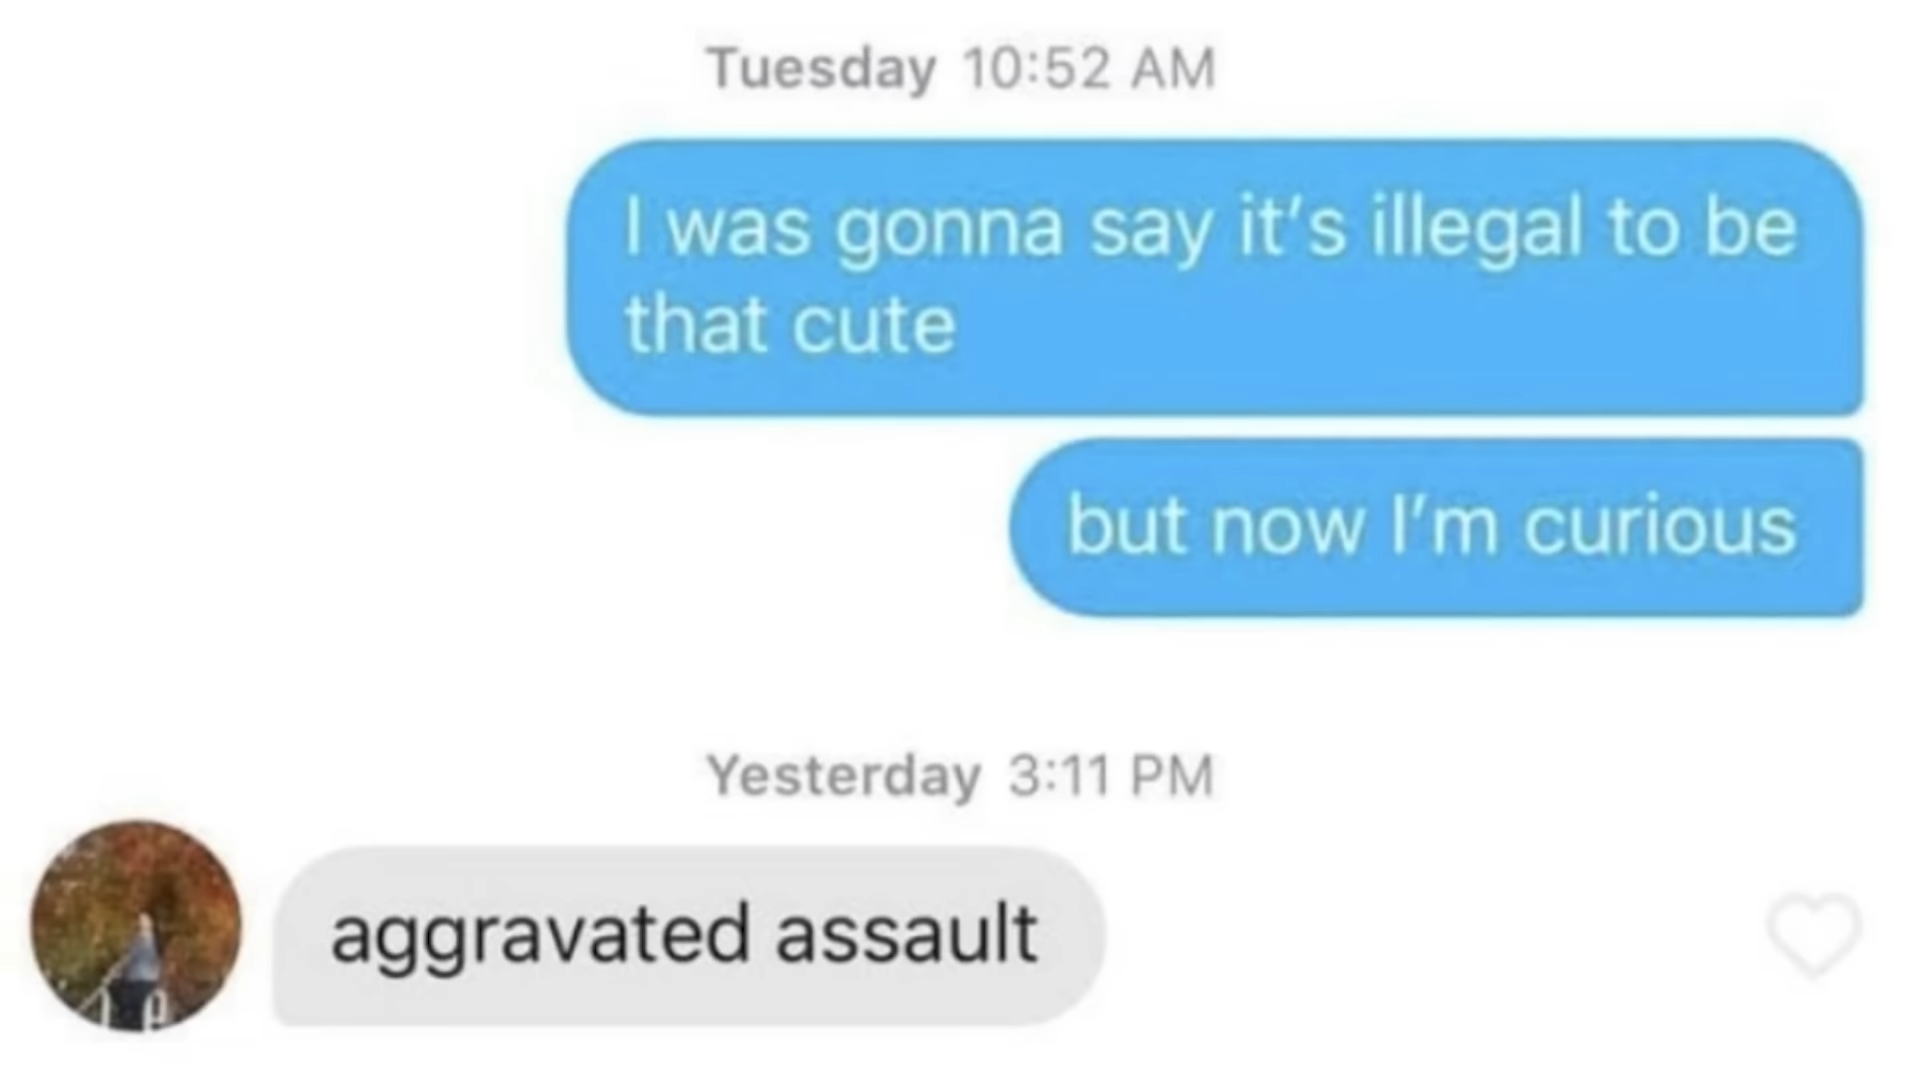 Tuesday 10:52 AM
I was gonna say it’s illegal to be
that cute
but now I’m curious
Yesterday 3:11 PM
aggravated assault